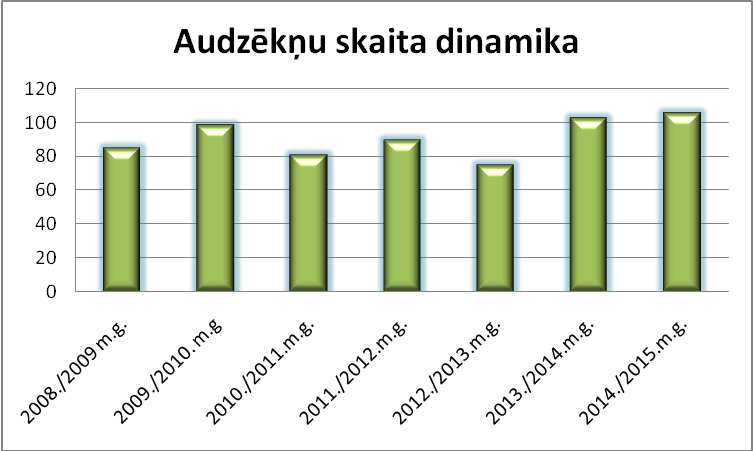 Audzēkņu skaita dinamika
120
100
80
60
40
20
0
2008./2009 m.g.
2009./2010.m.g
2010./2011.m.g.
2011./2012.m.g.
2012./2013.m.g.
2013./2014.m.g.
2014./2015.m.g.